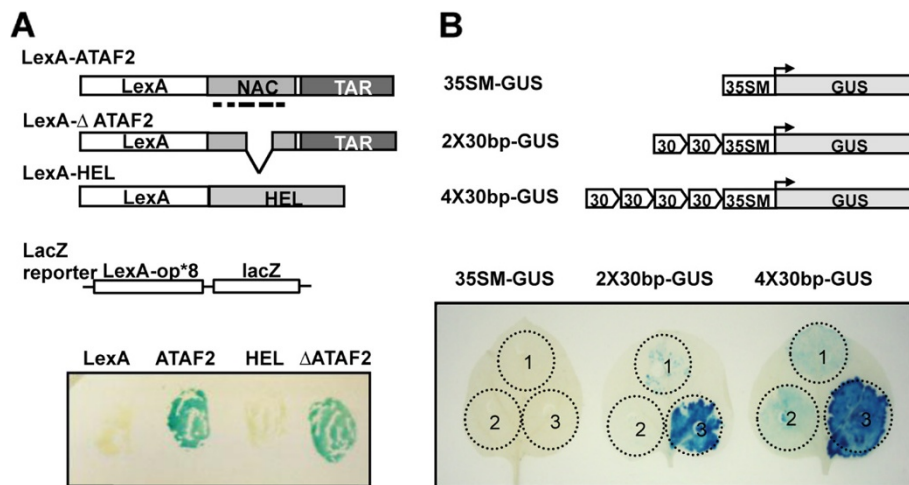 A
LexA-ATAF2
LexA NAC TAR
LexA-Δ ATAF2
LexA TAR
LexA-HEL
LexA HEL
LacZ
reporter LexA-op*8 lacZ
LexA ATAF2 HEL ΔATAF2
B
35SM-GUS 35SM GUS
2X30bp-GUS 30 30 35SM GUS
4X30bp-GUS 30 30 30 30 35SM GUS
35SM-GUS 2X30bp-GUS 4X30bp-GUS
1 1 1
2 3 2 3 2 3